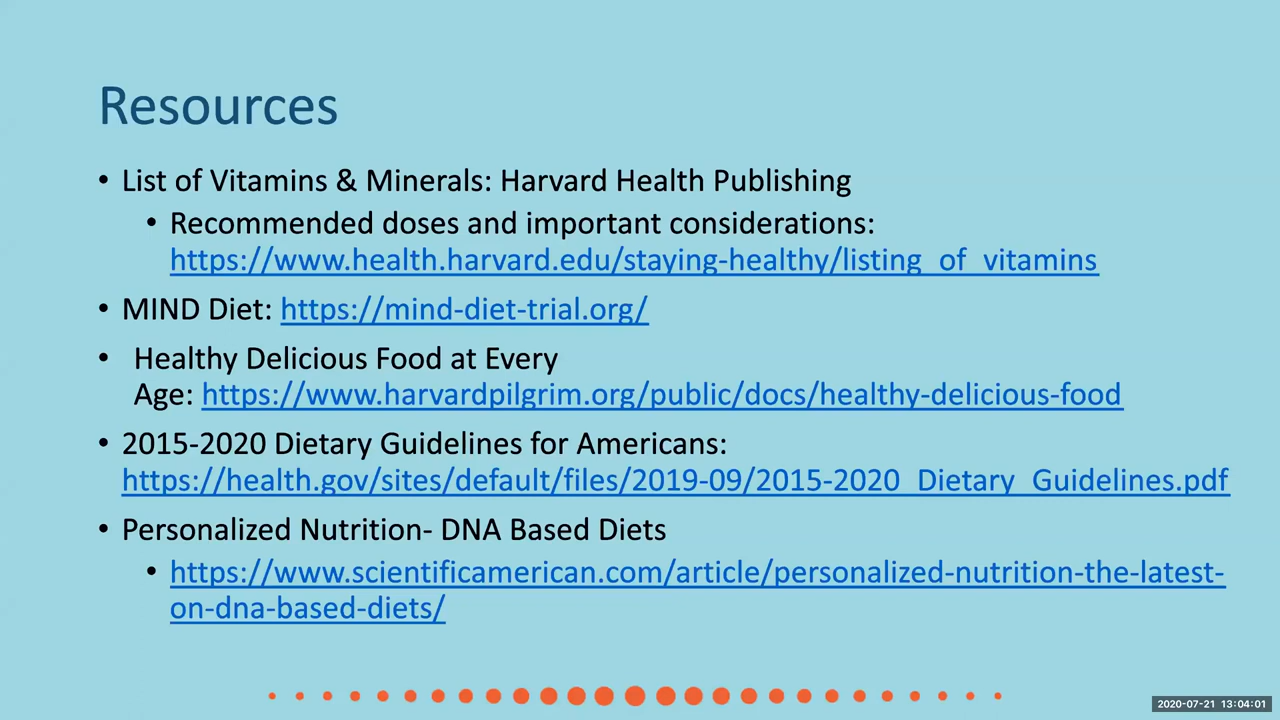 Resources
• List of Vitamins & Minerals: Harvard Health Publishing
• Recommended doses and important considerations:
https://www.health.harvard.edu/staying-healthy/listing_of_vitamins
• MIND Diet: https://mind-diet-trial.org/
• Healthy Delicious Food at Every
Age: https://www.harvardpilgrim.org/public/docs/healthy-delicious-food
• 2015-2020 Dietary Guidelines for Americans:
https://health.gov/sites/default/files/2019-09/2015-2020_Dietary_Guidelines.pdf
• Personalized Nutrition- DNA Based Diets
• https://www.scientificamerican.com/article/personalized-nutrition-the-latest-
on-dna-based-diets/
2020-07-21 13:04:01